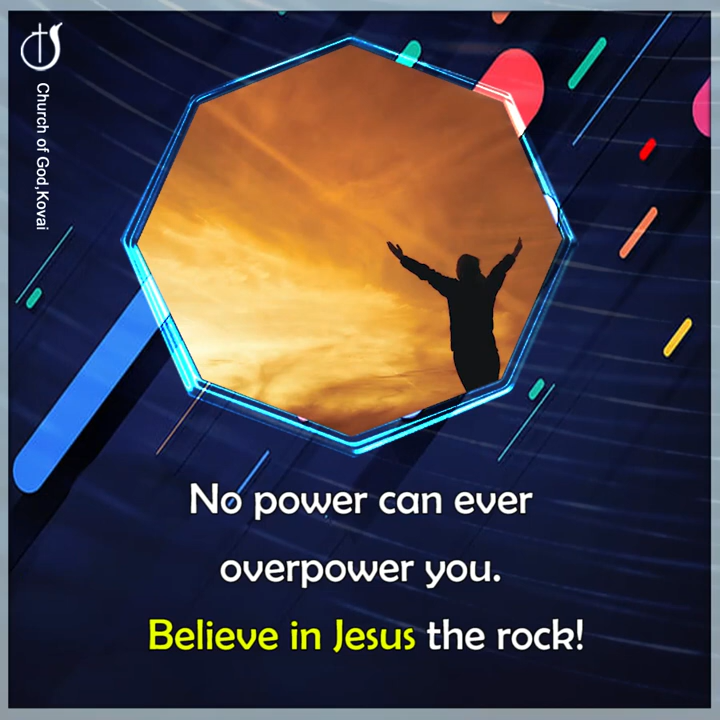 Church of God,Kovai
No power can ever
overpower you.
Believe in Jesus the rock!